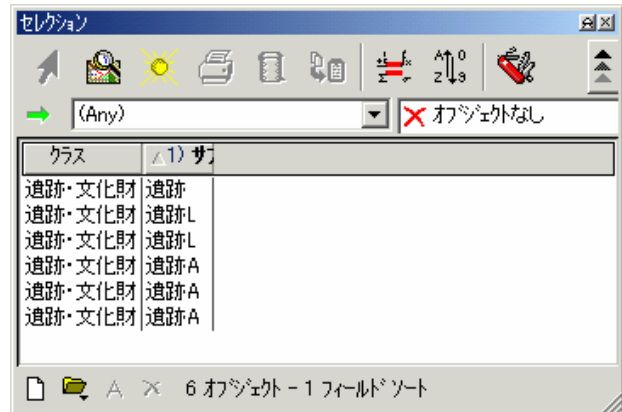 セレクション
(Any)
オブジェクトなし
クラス 1) サブ
遺跡・文化財 遺跡
遺跡・文化財 遺跡L
遺跡・文化財 遺跡L
遺跡・文化財 遺跡A
遺跡・文化財 遺跡A
遺跡・文化財 遺跡A
6 オブジェクト - 1 フィールド ソート